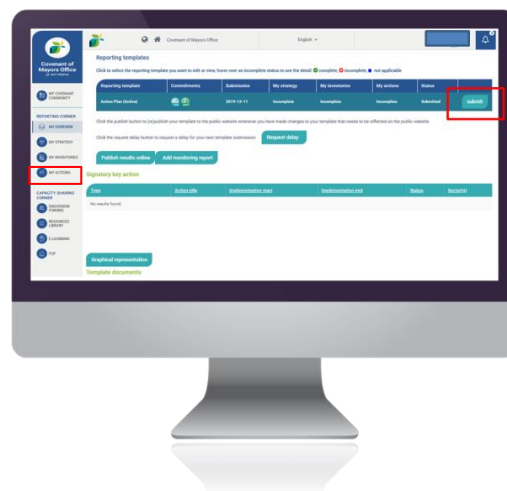 Covenant of
Mayors Office
Covenant of Mayors Office
English
MY COVENANT
COMMUNITY
REPORTING CORNER
MY OVERVIEW
MY STRATEGY
MY INVENTORIES
MY ACTIONS
CAPACITY SHARING
CORNER
DISCUSSION
FORUMS
RESOURCES
LIBRARY
E-LEARNING
Reporting templates
Click to select the reporting template you want to edit or view, hover over an incomplete status to see the detail: complete, incomplete, not applicable
Reporting template Commitments Submission My strategy My inventories My actions Status
Action Plan (Active) 2019-12-11 Incomplete Incomplete Incomplete Submitted submit
Click the publish button to (re)publish your template to the public website whenever you have made changes to your template that needs to be reflected on the public website.
Click the request delay button to request a delay for your next template submission. Request delay
Publish results online Add monitoring report
Signatory key action
Type Action title Implementation start Implementation end Status Sector(s)
No results found.
Graphical representation
Template documents